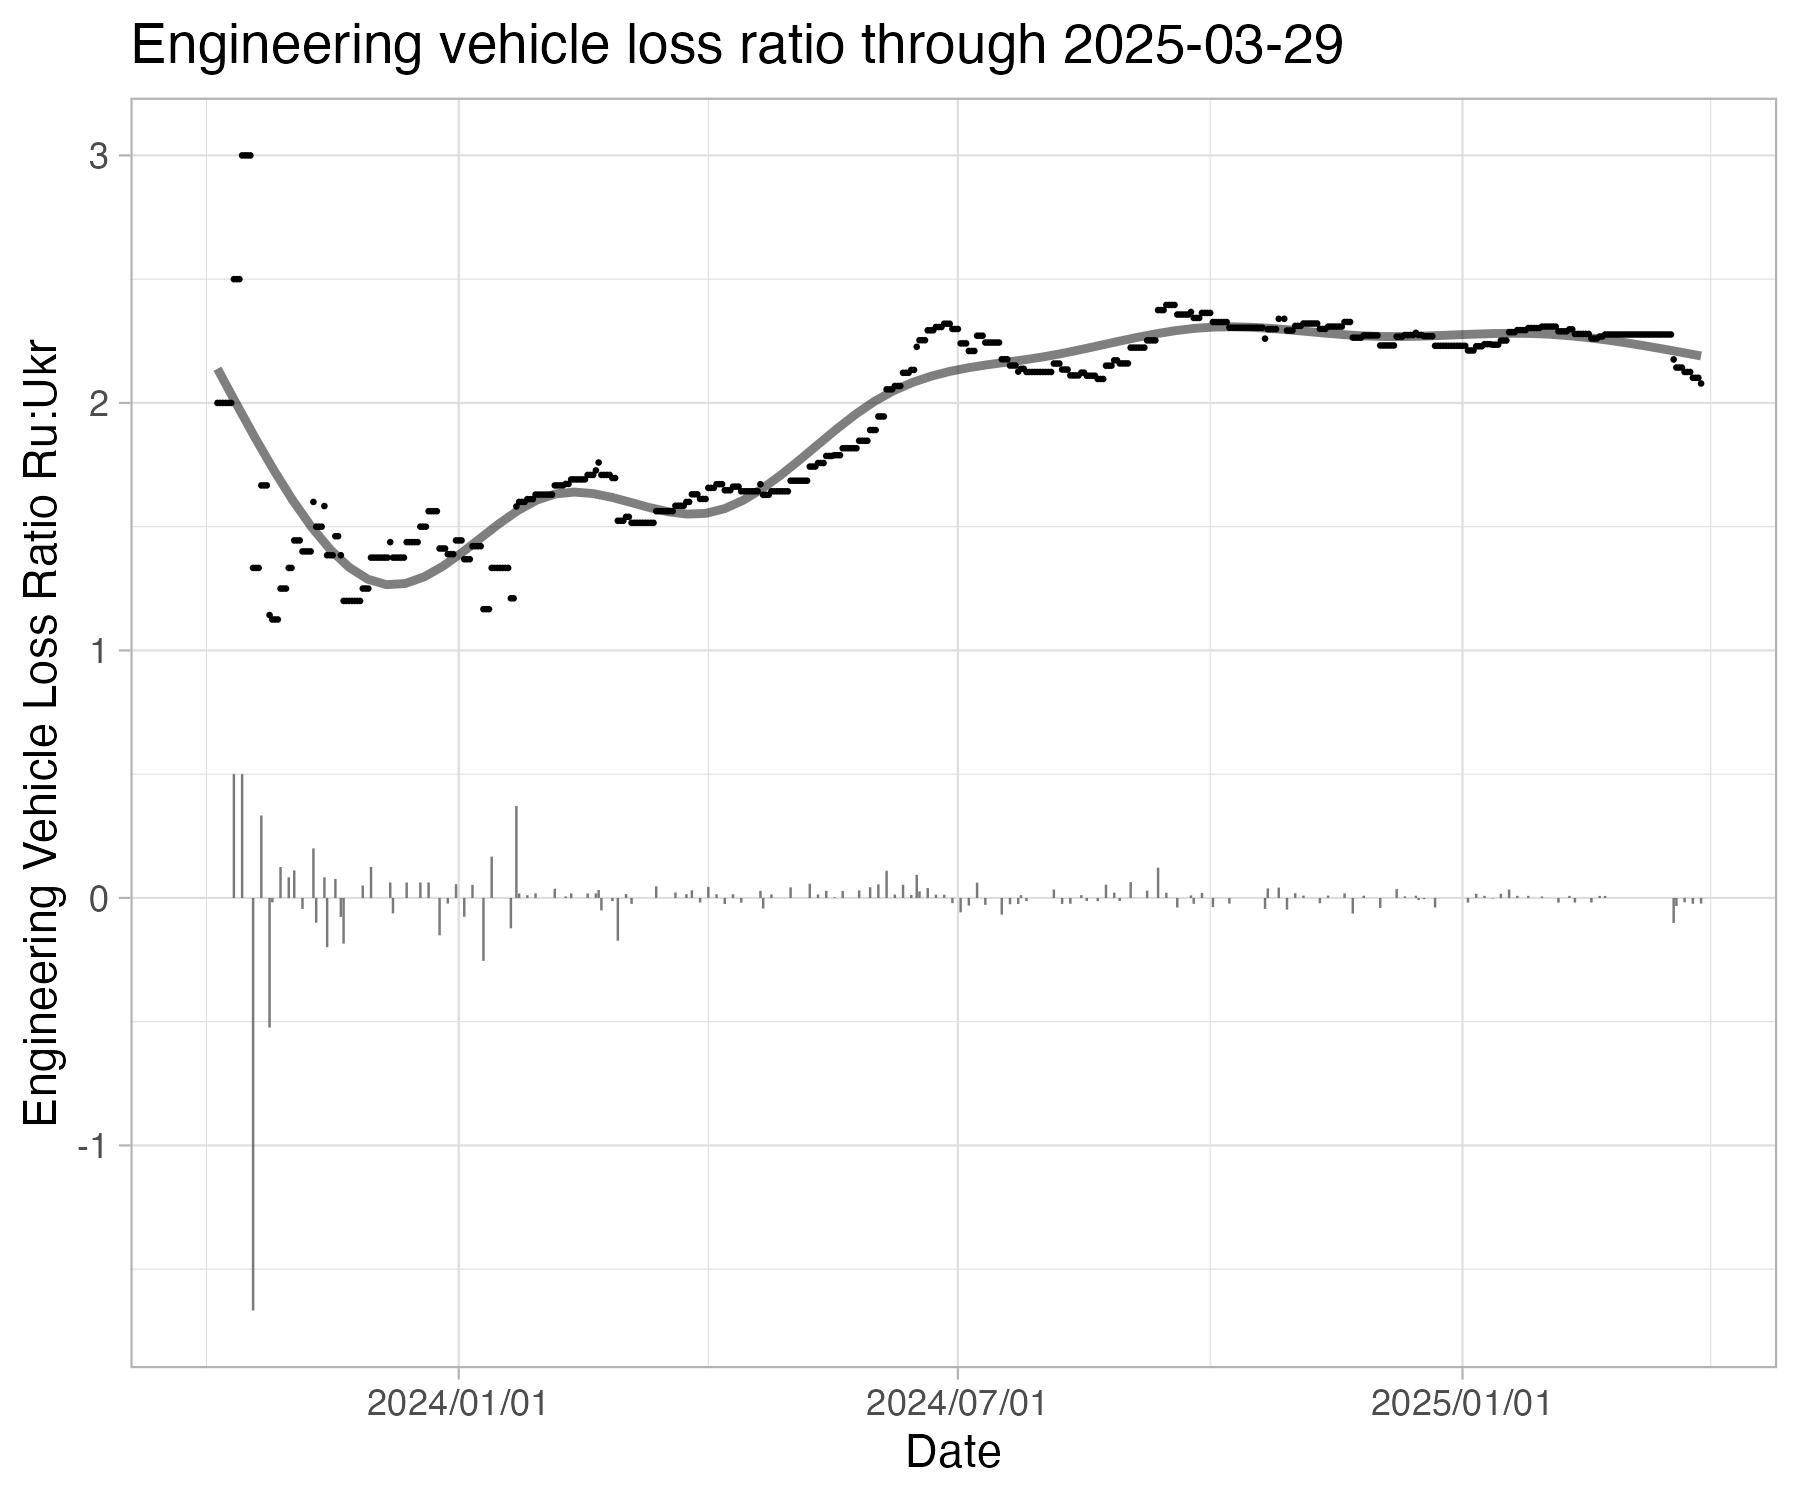 Engineering vehicle loss ratio through 2025-03-29
Engineering Vehicle Loss Ratio Ru:Ukr
3
2
1
0
-1
2024/01/01
2024/07/01
2025/01/01
Date